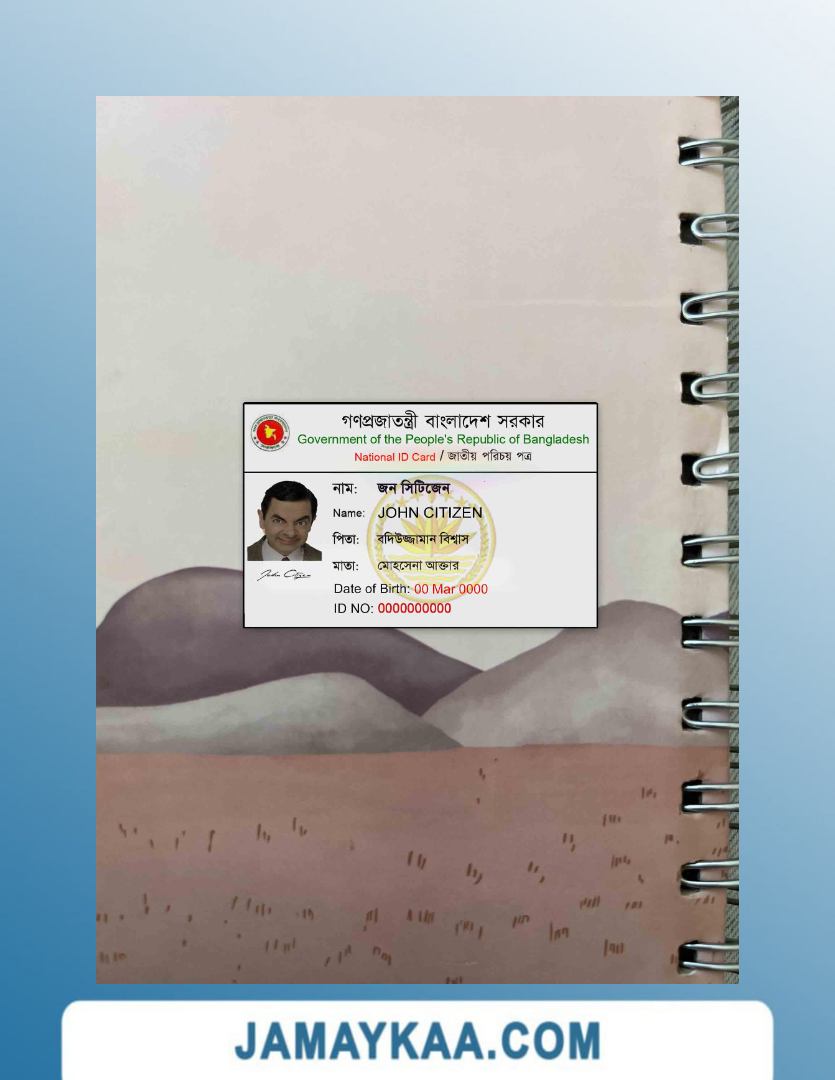 গণপ্রজাতন্ত্রী বাংলাদেশ সরকার
Government of the People's Republic of Bangladesh
National ID Card / জাতীয় পরিচয় পত্র
নাম: জন সিটিজেন
Name: JOHN CITIZEN
পিতা: বদিউজ্জামান বিশ্বাস
মাতা: মোহসেনা আক্তার
Date of Birth: 00 Mar 0000
ID NO: 0000000000
John Citizen
JAMAYKAA.COM